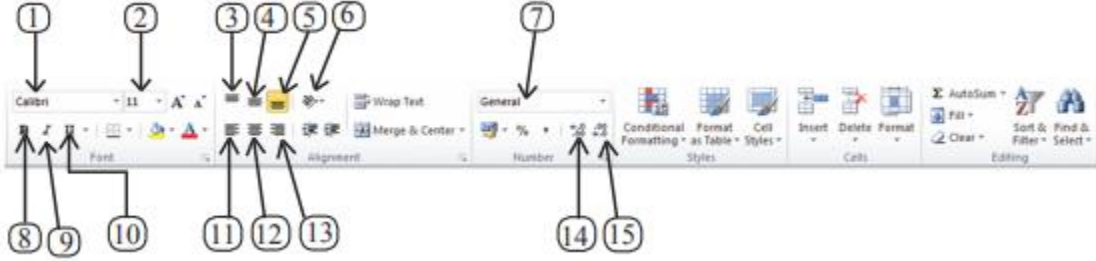 1 2 3 4 5 6 7
Calibri 11 A A Wrap Text General Σ AutoSum
B I U Merge & Center % , Conditional Format Cell Insert Delete Format Fill Sort & Find &
Formatting as Table Styles Clear Filter Select
Font Alignment Number Styles Cells Editing
8 9 10 11 12 13 14 15